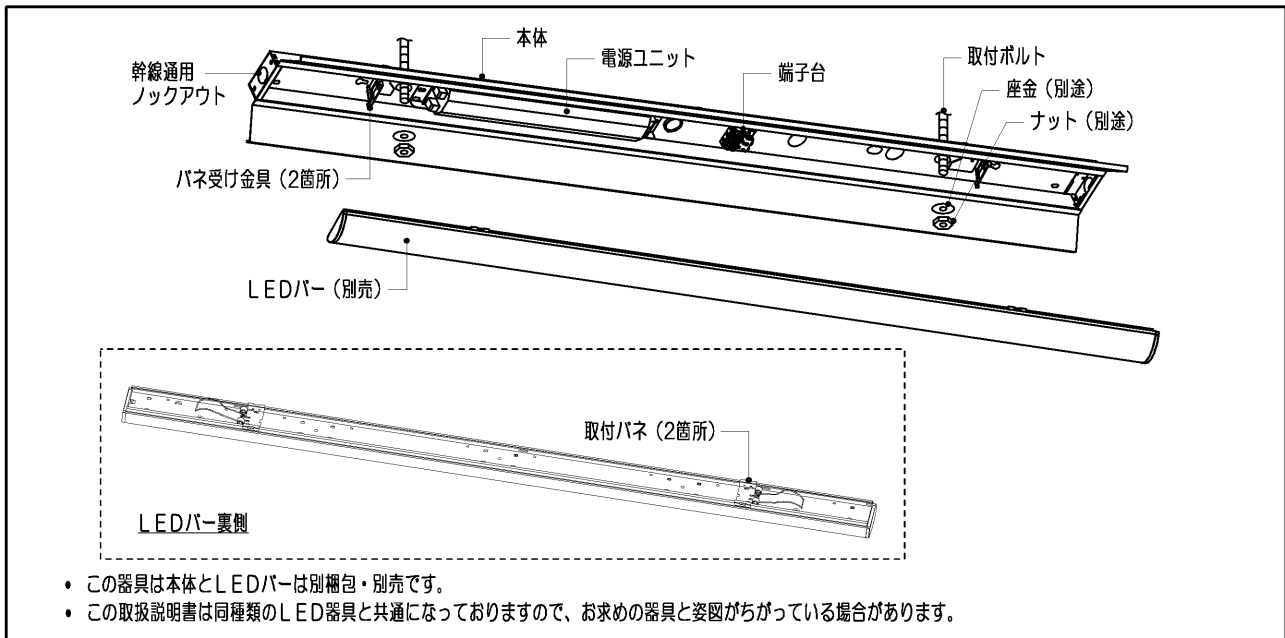 本体
電源ユニット
端子台
取付ボルト
座金（別途）
ナット（別途）
幹線通用
ノックアウト
バネ受け金具（2箇所）
LEDバー（別売）
取付バネ（2箇所）
LEDバー裏側
• この器具は本体とLEDバーは別梱包・別売です。
• この取扱説明書は同種類のLED器具と共通になっておりますので、お求めの器具と姿図がちがっている場合があります。